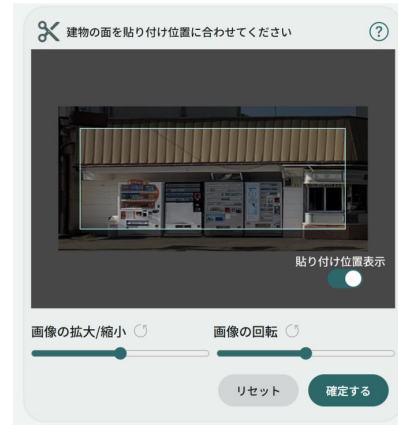 建物の面を貼り付け位置に合わせてください
?
貼り付け位置表示
画像の拡大/縮小
画像の回転
リセット
確定する